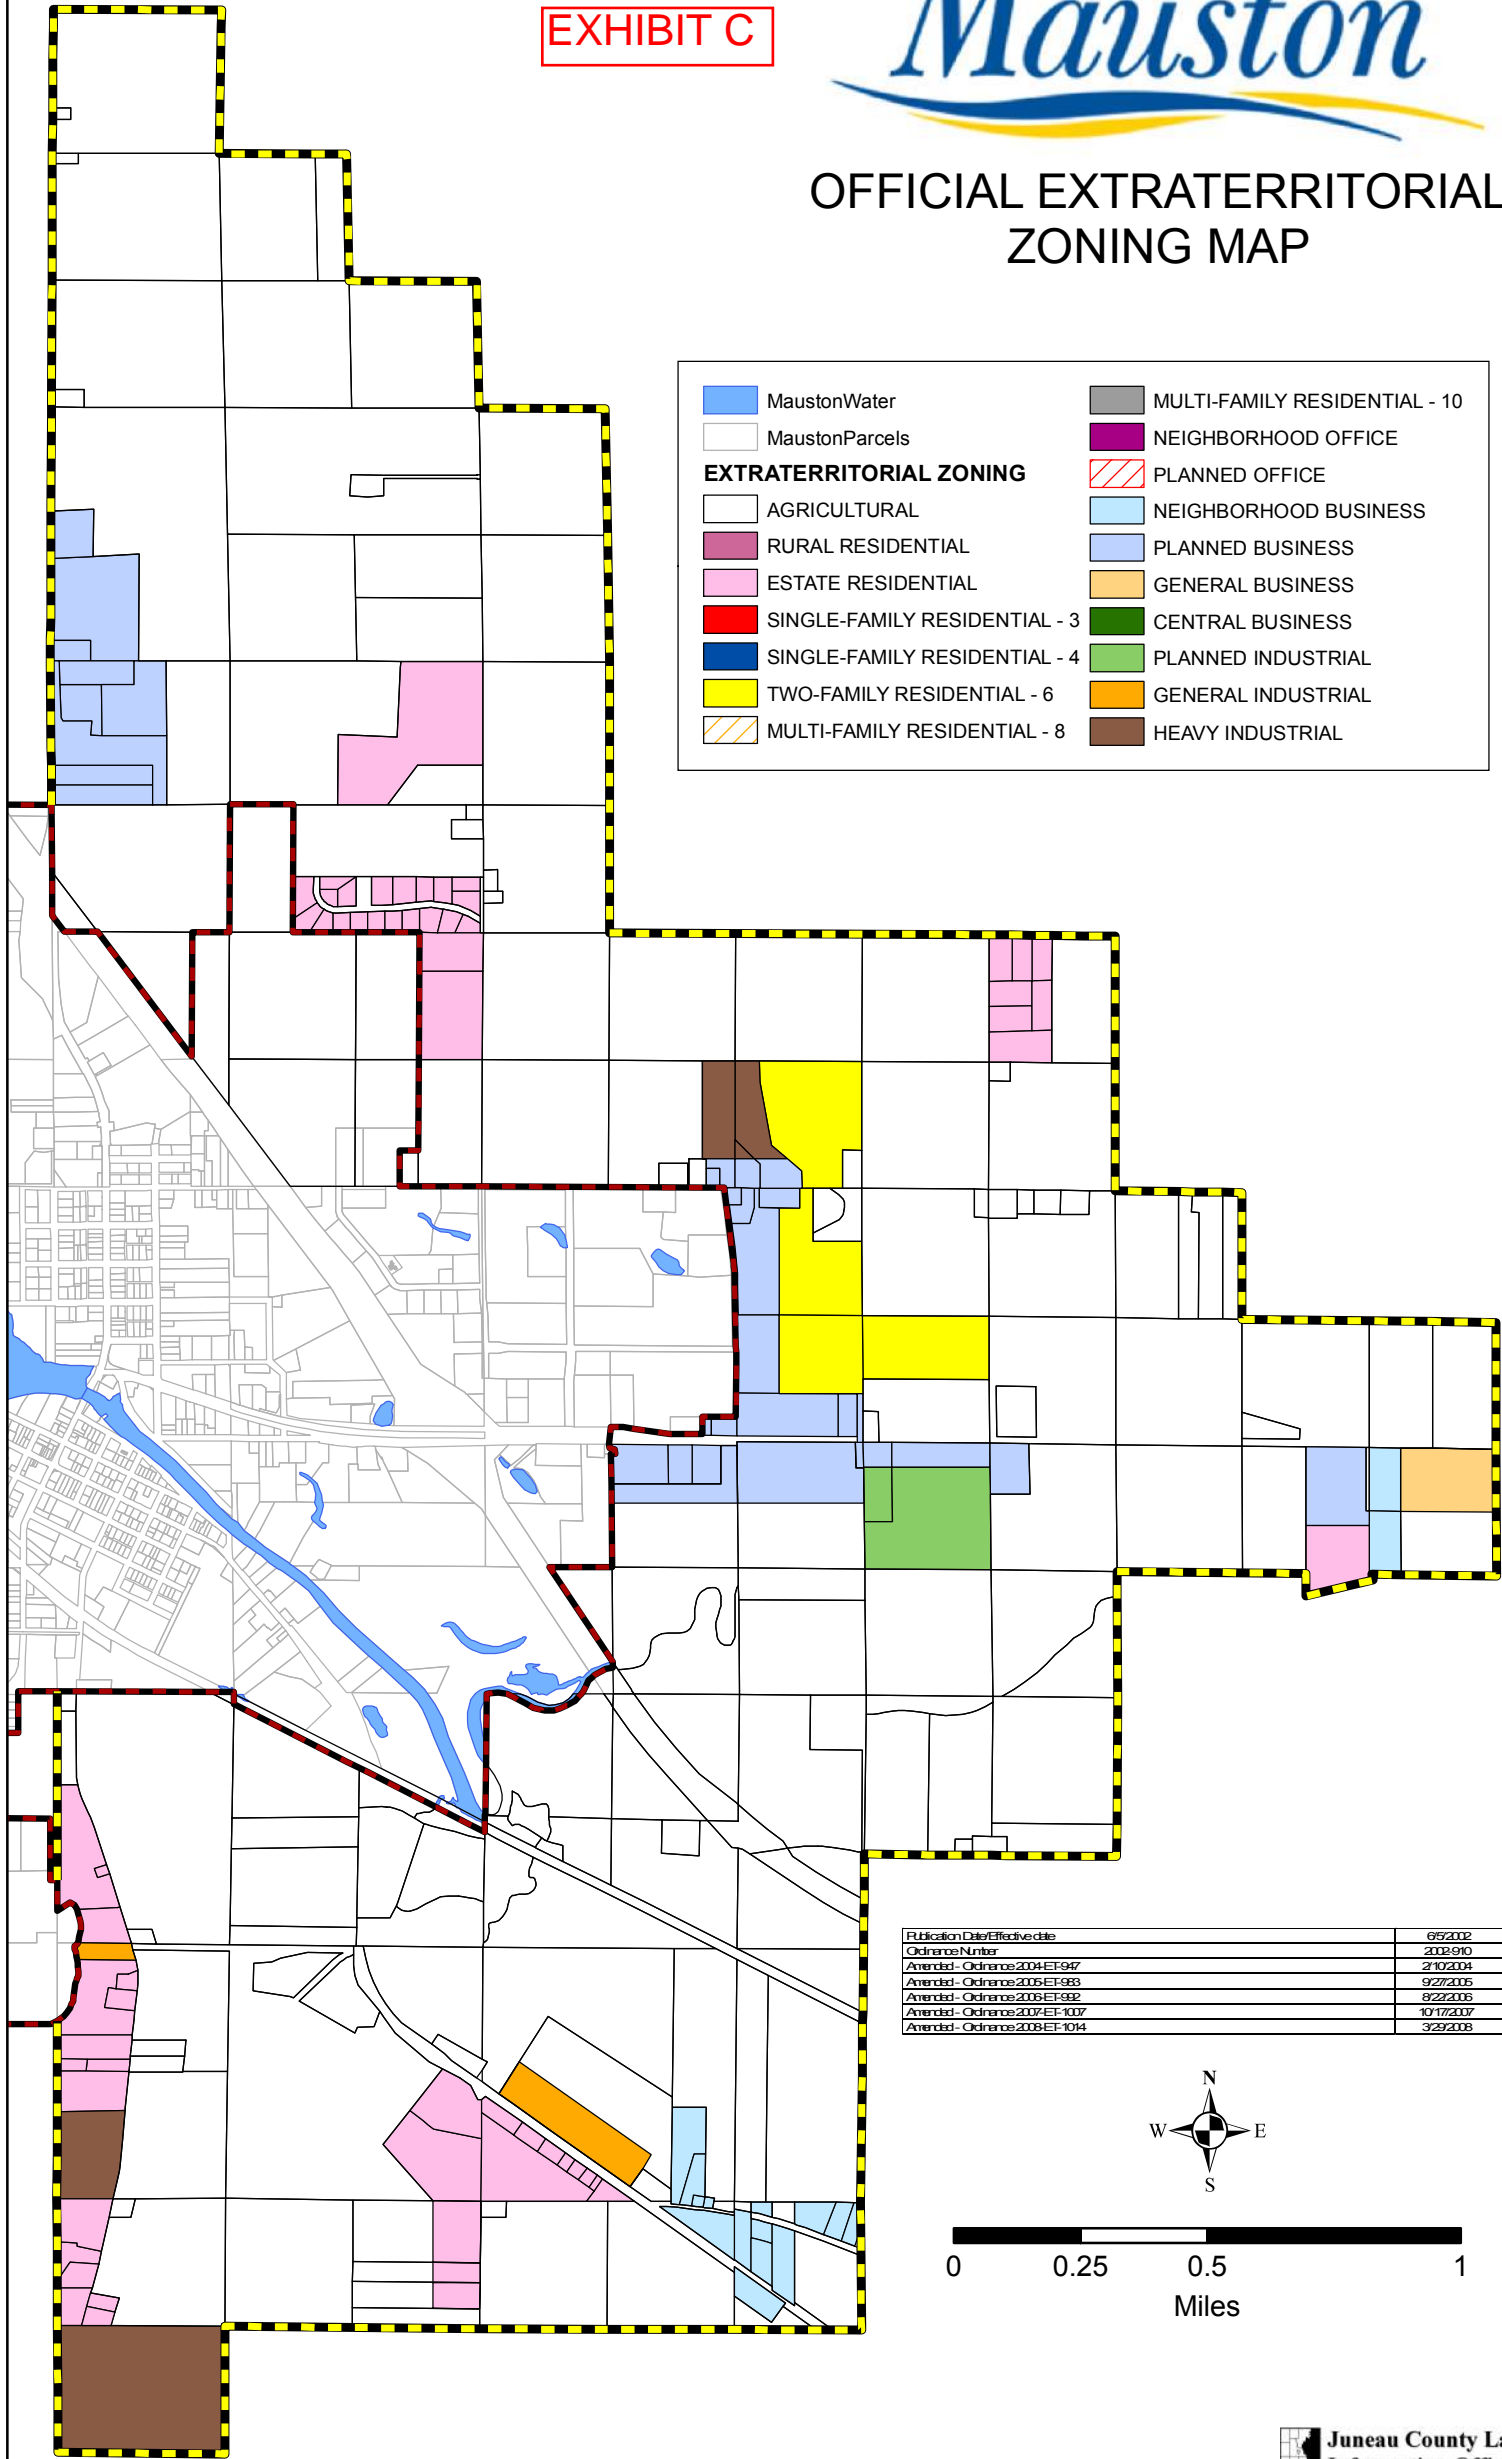 EXHIBIT C
Mauston
OFFICIAL EXTRATERRITORIAL
ZONING MAP
MaustonWater
MaustonParcels
EXTRATERRITORIAL ZONING
AGRICULTURAL
RURAL RESIDENTIAL
ESTATE RESIDENTIAL
SINGLE-FAMILY RESIDENTIAL - 3
SINGLE-FAMILY RESIDENTIAL - 4
TWO-FAMILY RESIDENTIAL - 6
MULTI-FAMILY RESIDENTIAL - 8
MULTI-FAMILY RESIDENTIAL - 10
NEIGHBORHOOD OFFICE
PLANNED OFFICE
NEIGHBORHOOD BUSINESS
PLANNED BUSINESS
GENERAL BUSINESS
CENTRAL BUSINESS
PLANNED INDUSTRIAL
GENERAL INDUSTRIAL
HEAVY INDUSTRIAL
Publication Date/Effective date 6/5/2002
Ordinance Number 2002-910
Amended - Ordinance 2004-ET-947 2/10/2004
Amended - Ordinance 2005-ET-983 9/27/2005
Amended - Ordinance 2006-ET-992 8/22/2006
Amended - Ordinance 2007-ET-1007 10/17/2007
Amended - Ordinance 2008-ET-1014 3/29/2008
N
W E
S
0 0.25 0.5 1
Miles
Juneau County La